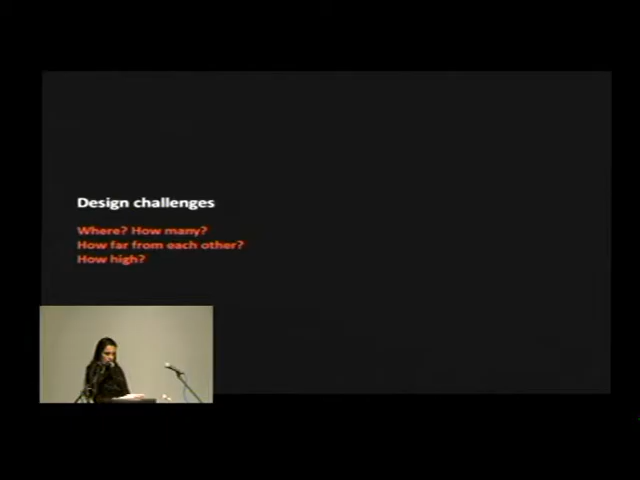 Design challenges
Where? How many?
How far from each other?
How high?